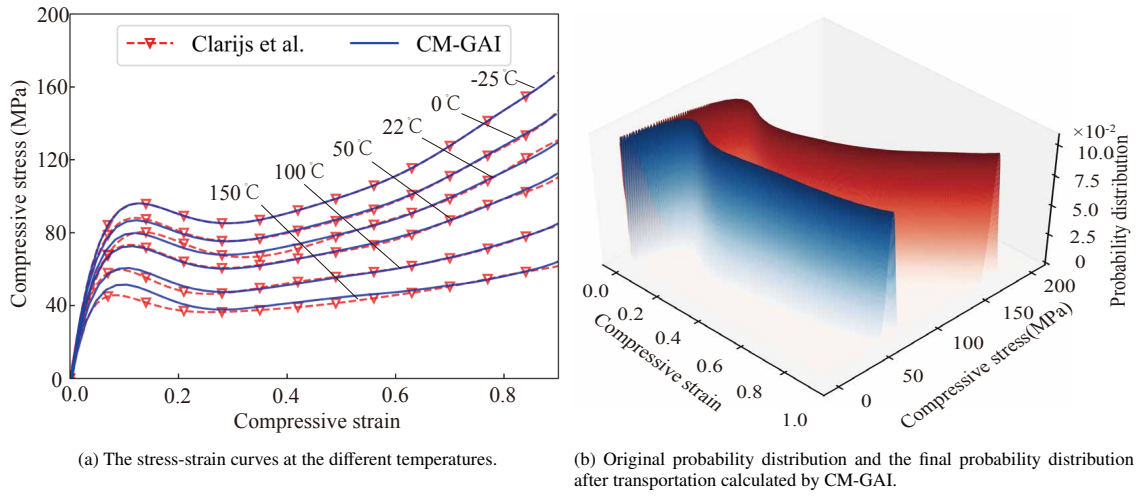 200
160
120
80
40
0
Compressive stress (MPa)
Clarijs et al. CM-GAI
-25℃
0℃
22℃
50℃
100℃
150℃
0.0 0.2 0.4 0.6 0.8
Compressive strain
(a) The stress-strain curves at the different temperatures.
×10-2
10.0
7.5
5.0
2.5
0
Probability distribution
200
150
100
50
0
Compressive stress(MPa)
0.0
0.2
0.4
0.6
0.8
1.0
Compressive strain
(b) Original probability distribution and the final probability distribution
after transportation calculated by CM-GAI.